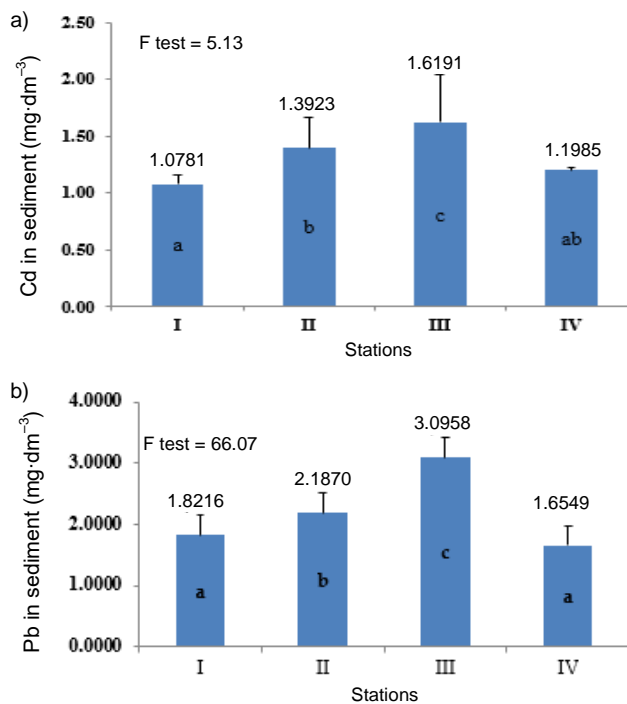 a)
2.50
F test = 5.13
2.00
1.50
1.00
0.50
0.00
Cd in sediment (mg·dm⁻³)
1.0781
1.3923
1.6191
1.1985
a
b
c
ab
I
II
III
IV
Stations
b)
4.0000
3.0000
2.0000
1.0000
0.0000
Pb in sediment (mg·dm⁻³)
F test = 66.07
1.8216
2.1870
3.0958
1.6549
a
b
c
a
I
II
III
IV
Stations